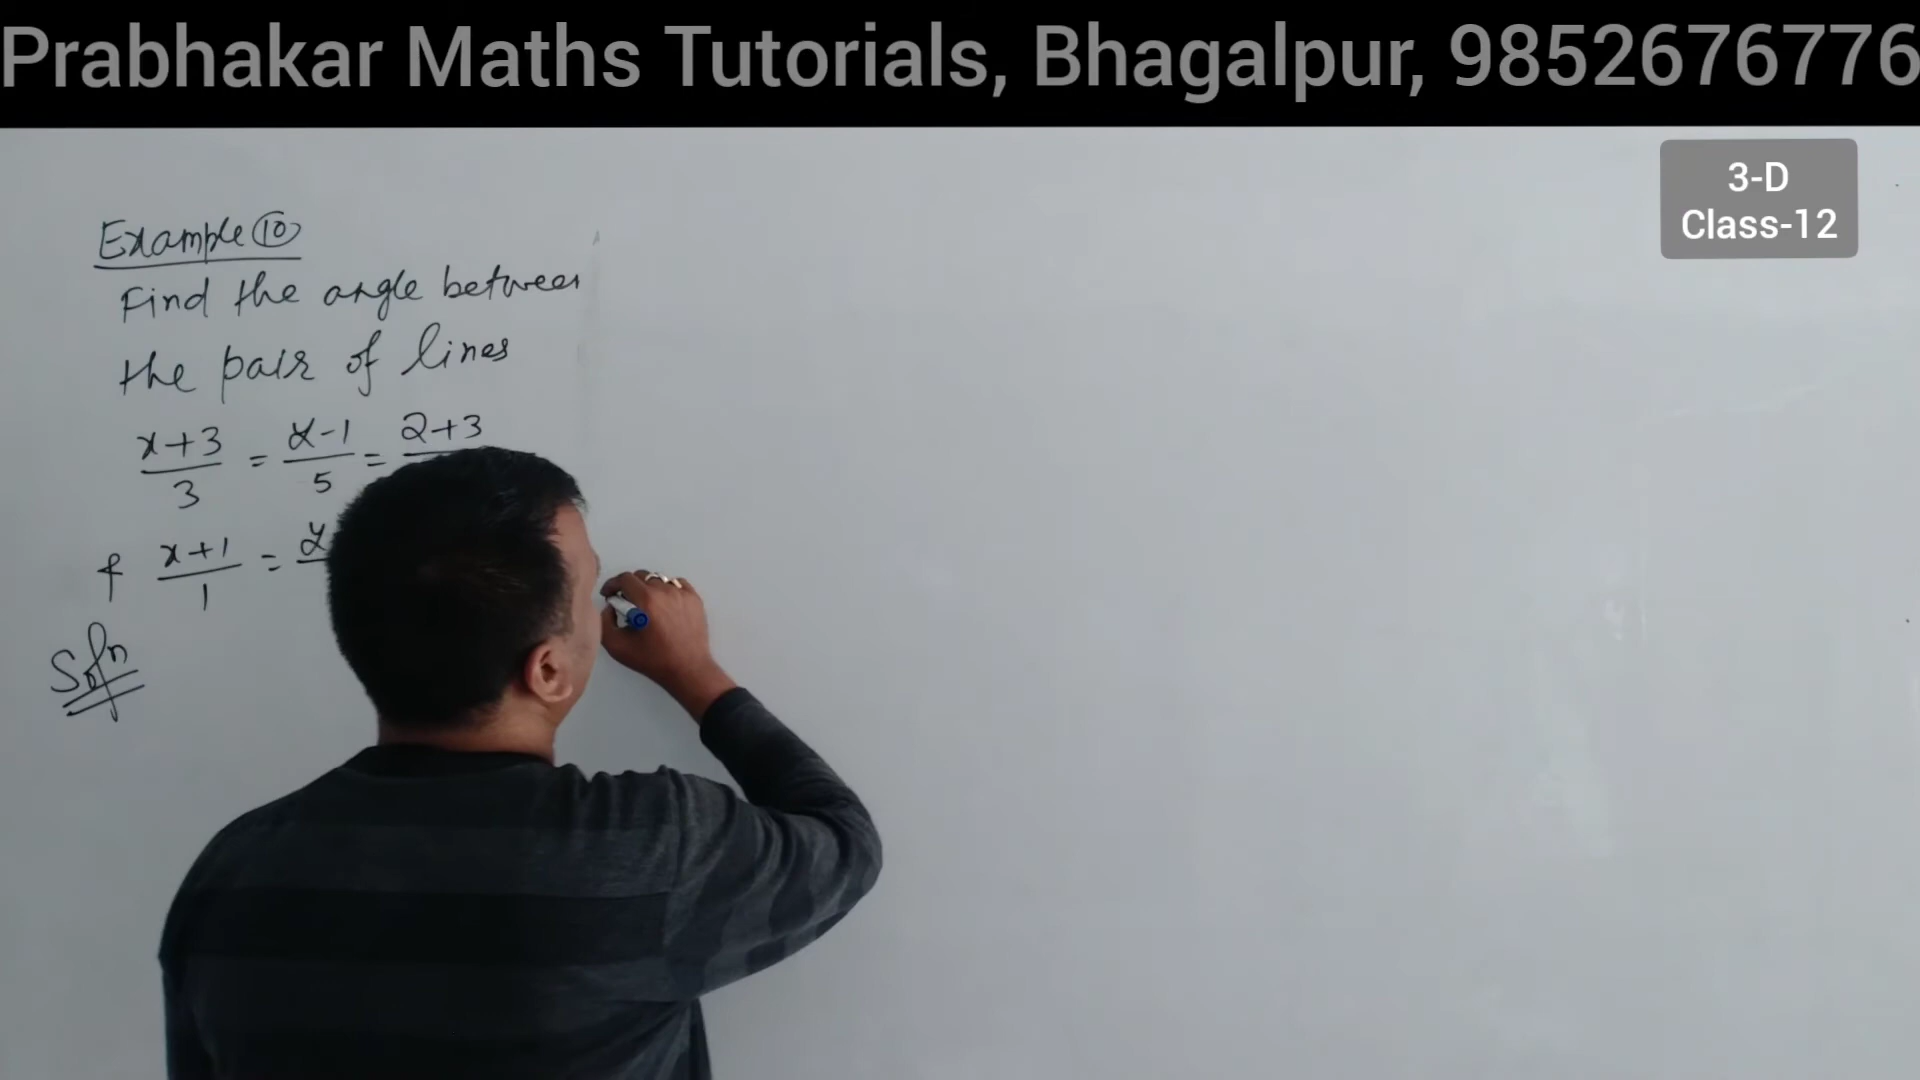 Prabhakar Maths Tutorials, Bhagalpur, 9852676776
3-D
Class-12
Example 10
Find the angle between
the pair of lines
x+3/3 = y-1/5 = z+3
& x+1/1 = y
Soln